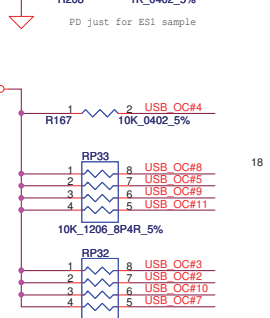 R208 1K_0402_5%
PD just for ES1 sample
1 2 USB_OC#4
R167 10K_0402_5%
RP33
1 8 USB_OC#8
2 7 USB_OC#5
3 6 USB_OC#9
4 5 USB_OC#11
10K_1206_8P4R_5%
18
RP32
1 8 USB_OC#3
2 7 USB_OC#2
3 6 USB_OC#10
4 5 USB_OC#7